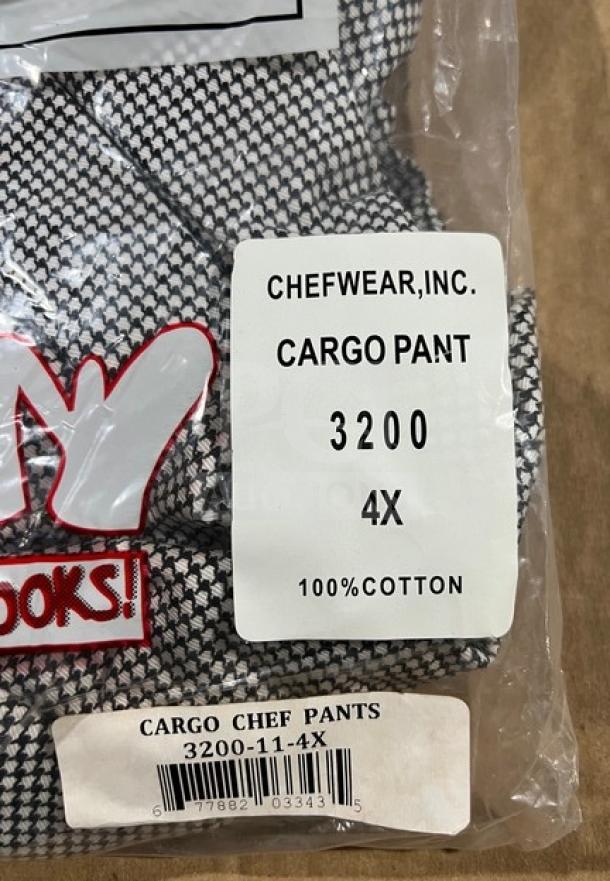 CHEFWEAR,INC.
CARGO PANT
3200
4X
100%COTTON
OOKS!
CARGO CHEF PANTS
3200-11-4X
6 77882 03343 5